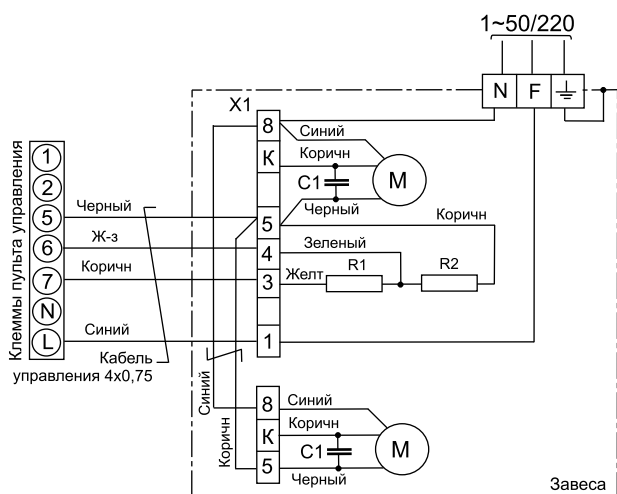 1~50/220
N F
X1
8
Синий
К
Коричн
C1
М
Черный
5
Коричн
4
Зеленый
3
Желт
R1
R2
1
Клеммы пульта управления
1
2
5
Черный
6
Ж-з
7
Коричн
N
L
Синий
Кабель
управления 4x0,75
Синий
Коричн
8
Синий
К
Коричн
C1
М
5
Черный
Завеса